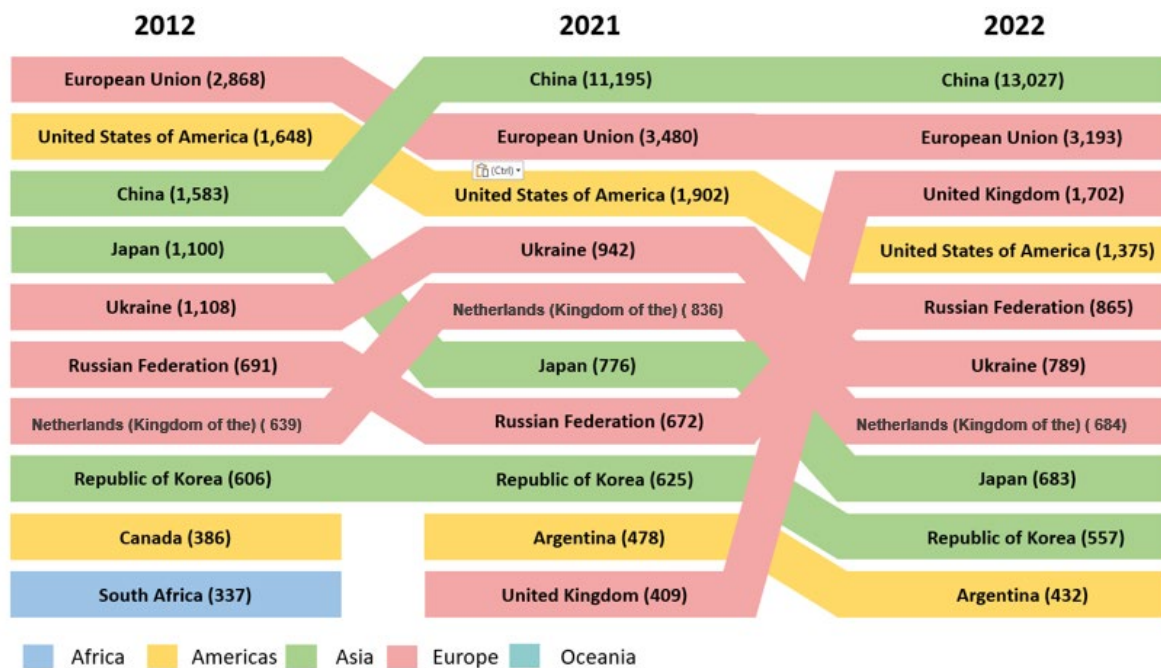 2012
2021
2022
European Union (2,868)
China (11,195)
China (13,027)
United States of America (1,648)
European Union (3,480)
European Union (3,193)
(Ctrl)
China (1,583)
United States of America (1,902)
United Kingdom (1,702)
Japan (1,100)
Ukraine (942)
United States of America (1,375)
Ukraine (1,108)
Netherlands (Kingdom of the) ( 836)
Russian Federation (865)
Russian Federation (691)
Japan (776)
Ukraine (789)
Netherlands (Kingdom of the) ( 639)
Russian Federation (672)
Netherlands (Kingdom of the) ( 684)
Republic of Korea (606)
Republic of Korea (625)
Japan (683)
Canada (386)
Argentina (478)
Republic of Korea (557)
South Africa (337)
United Kingdom (409)
Argentina (432)
Africa
Americas
Asia
Europe
Oceania